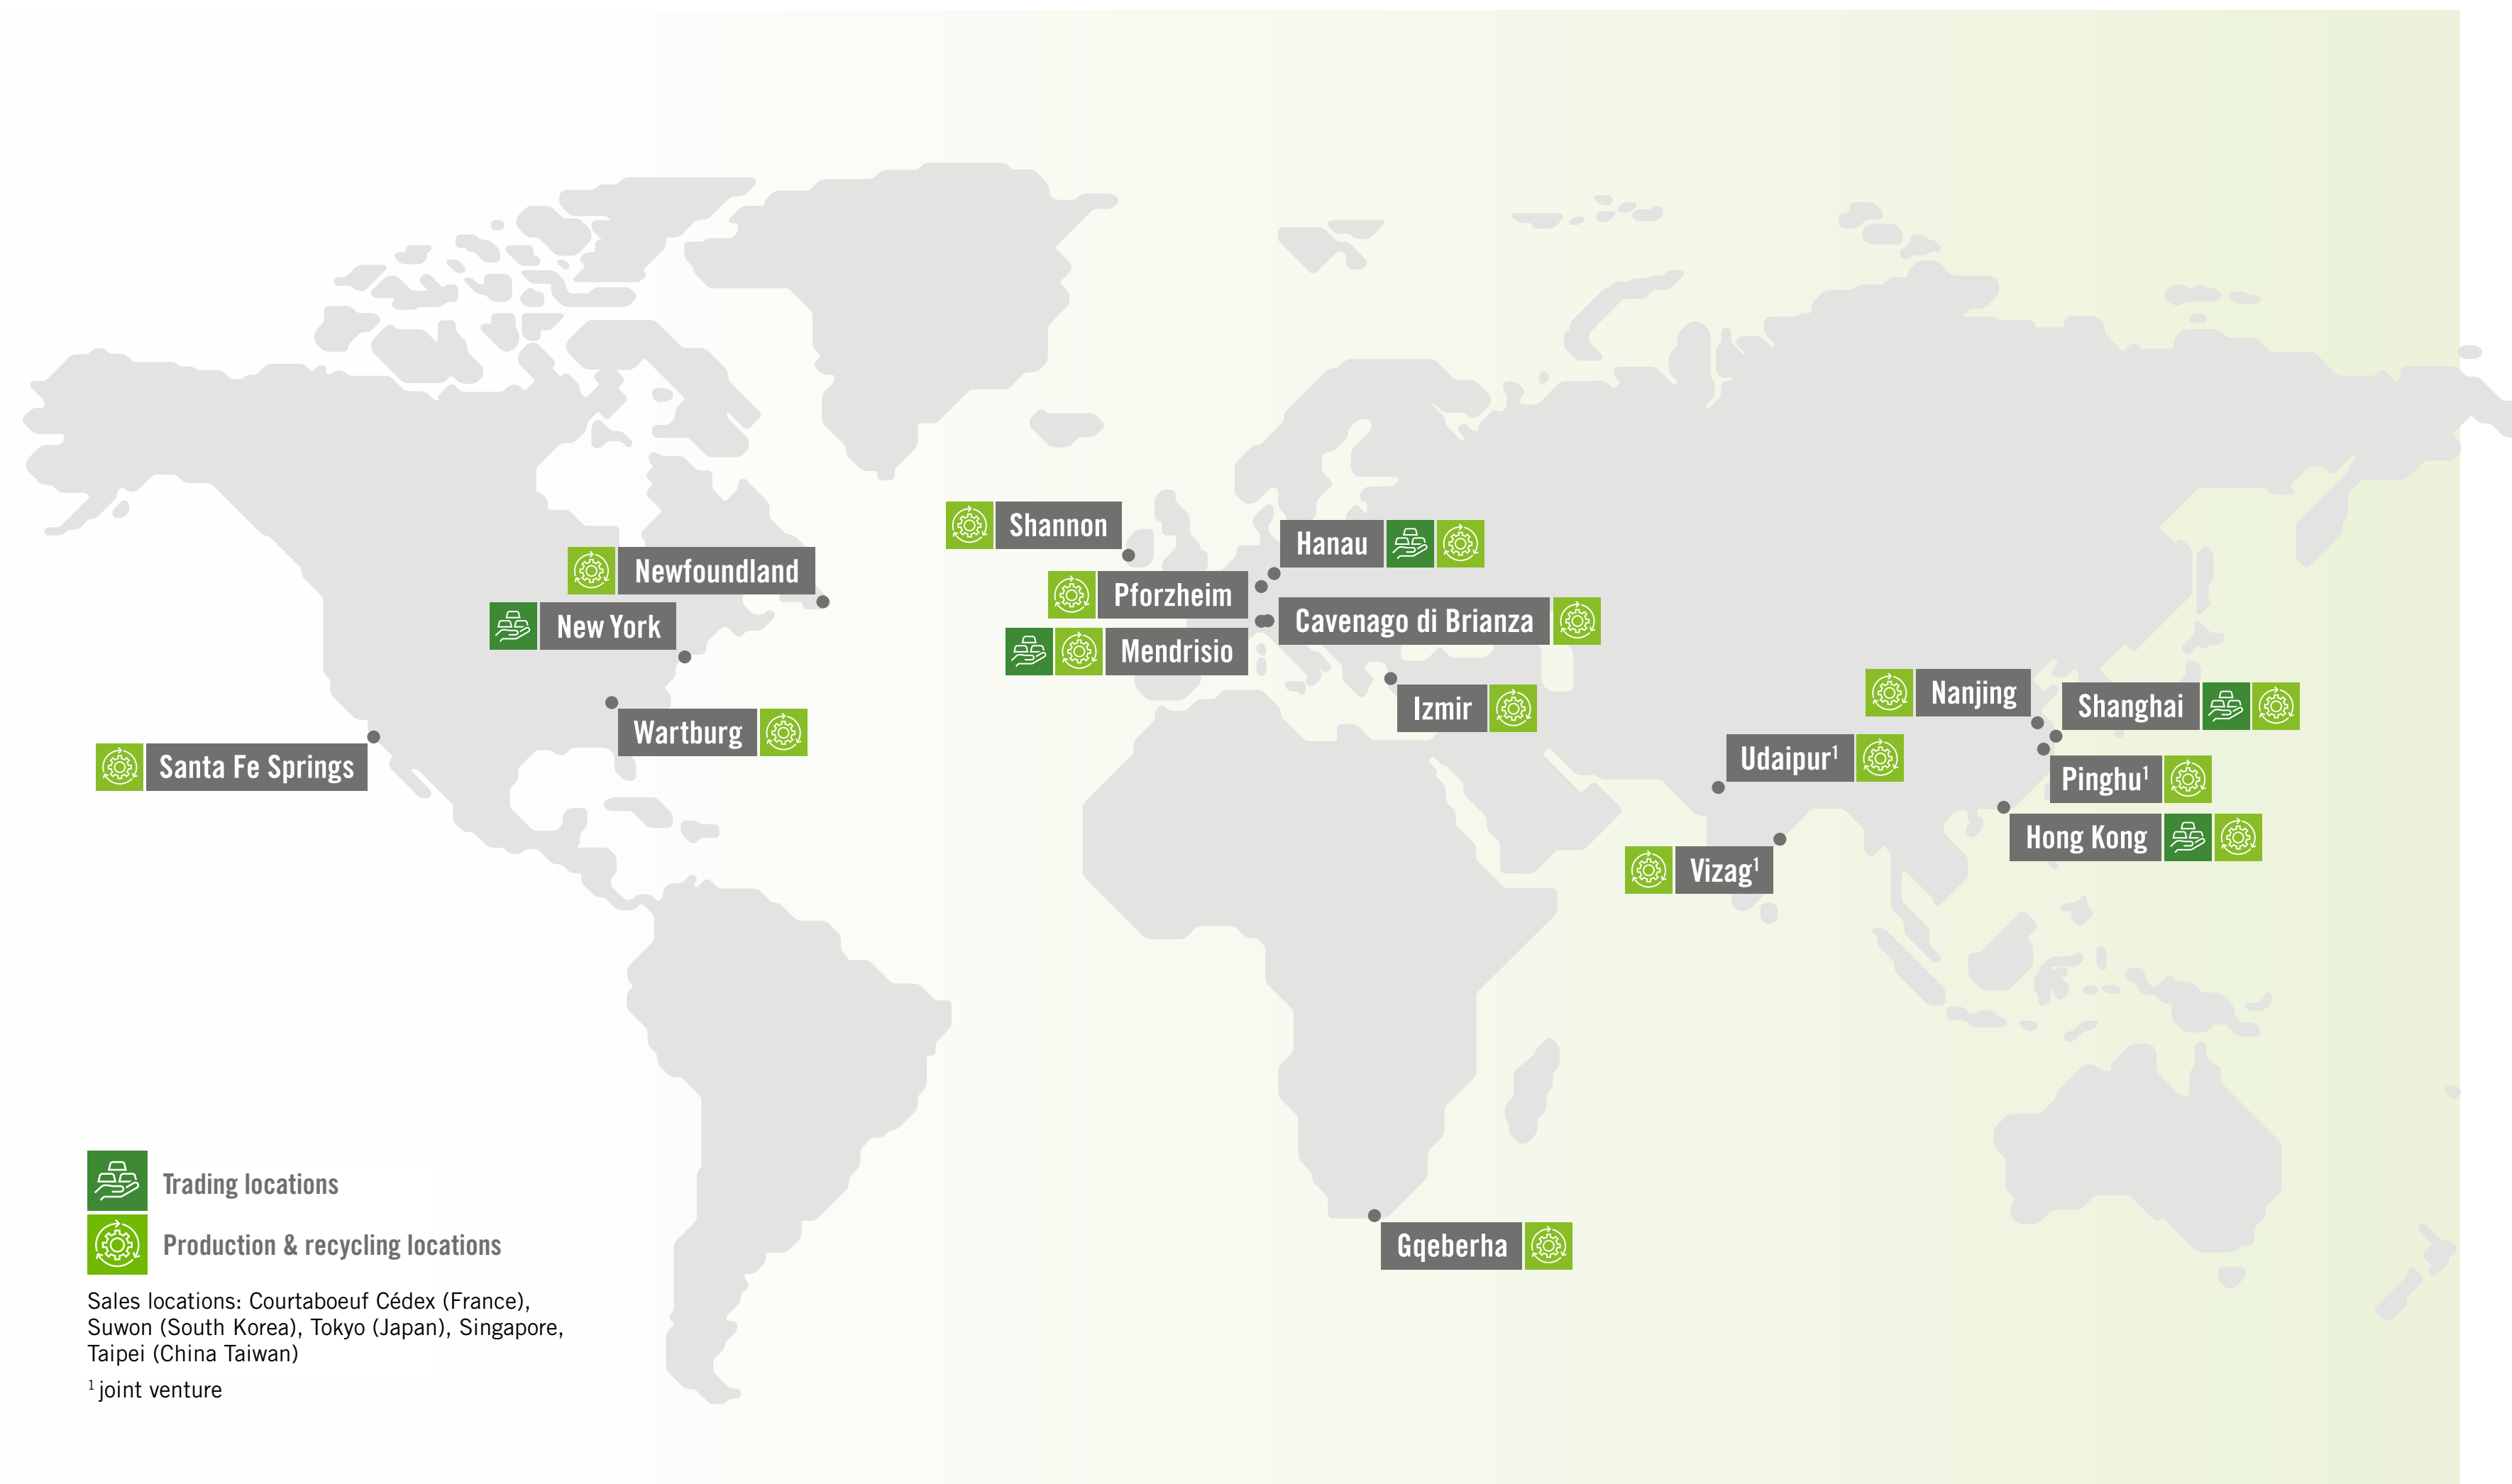 Shannon
Hanau
Newfoundland
Pforzheim
Cavenago di Brianza
New York
Mendrisio
Izmir
Nanjing
Shanghai
Wartburg
Udaipur¹
Santa Fe Springs
Pinghu¹
Hong Kong
Vizag¹
Gqeberha
Trading locations
Production & recycling locations
Sales locations: Courtaboeuf Cédex (France),
Suwon (South Korea), Tokyo (Japan), Singapore,
Taipei (China Taiwan)
¹ joint venture